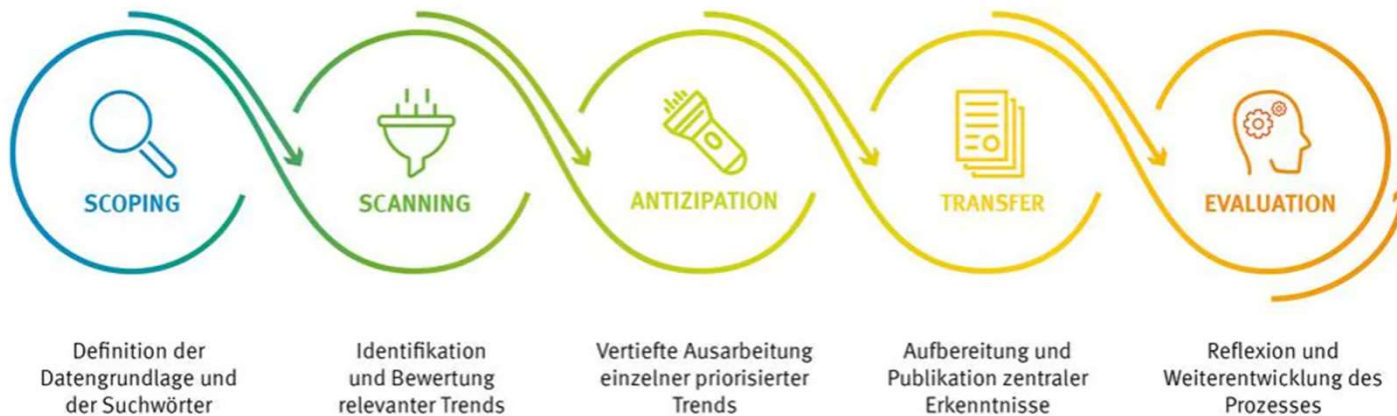 SCOPING
SCANNING
ANTIZIPATION
TRANSFER
EVALUATION
Definition der
Datengrundlage und
der Suchwörter
Identifikation
und Bewertung
relevanter Trends
Vertiefte Ausarbeitung
einzelner priorisierter
Trends
Aufbereitung und
Publikation zentraler
Erkenntnisse
Reflexion und
Weiterentwicklung des
Prozesses